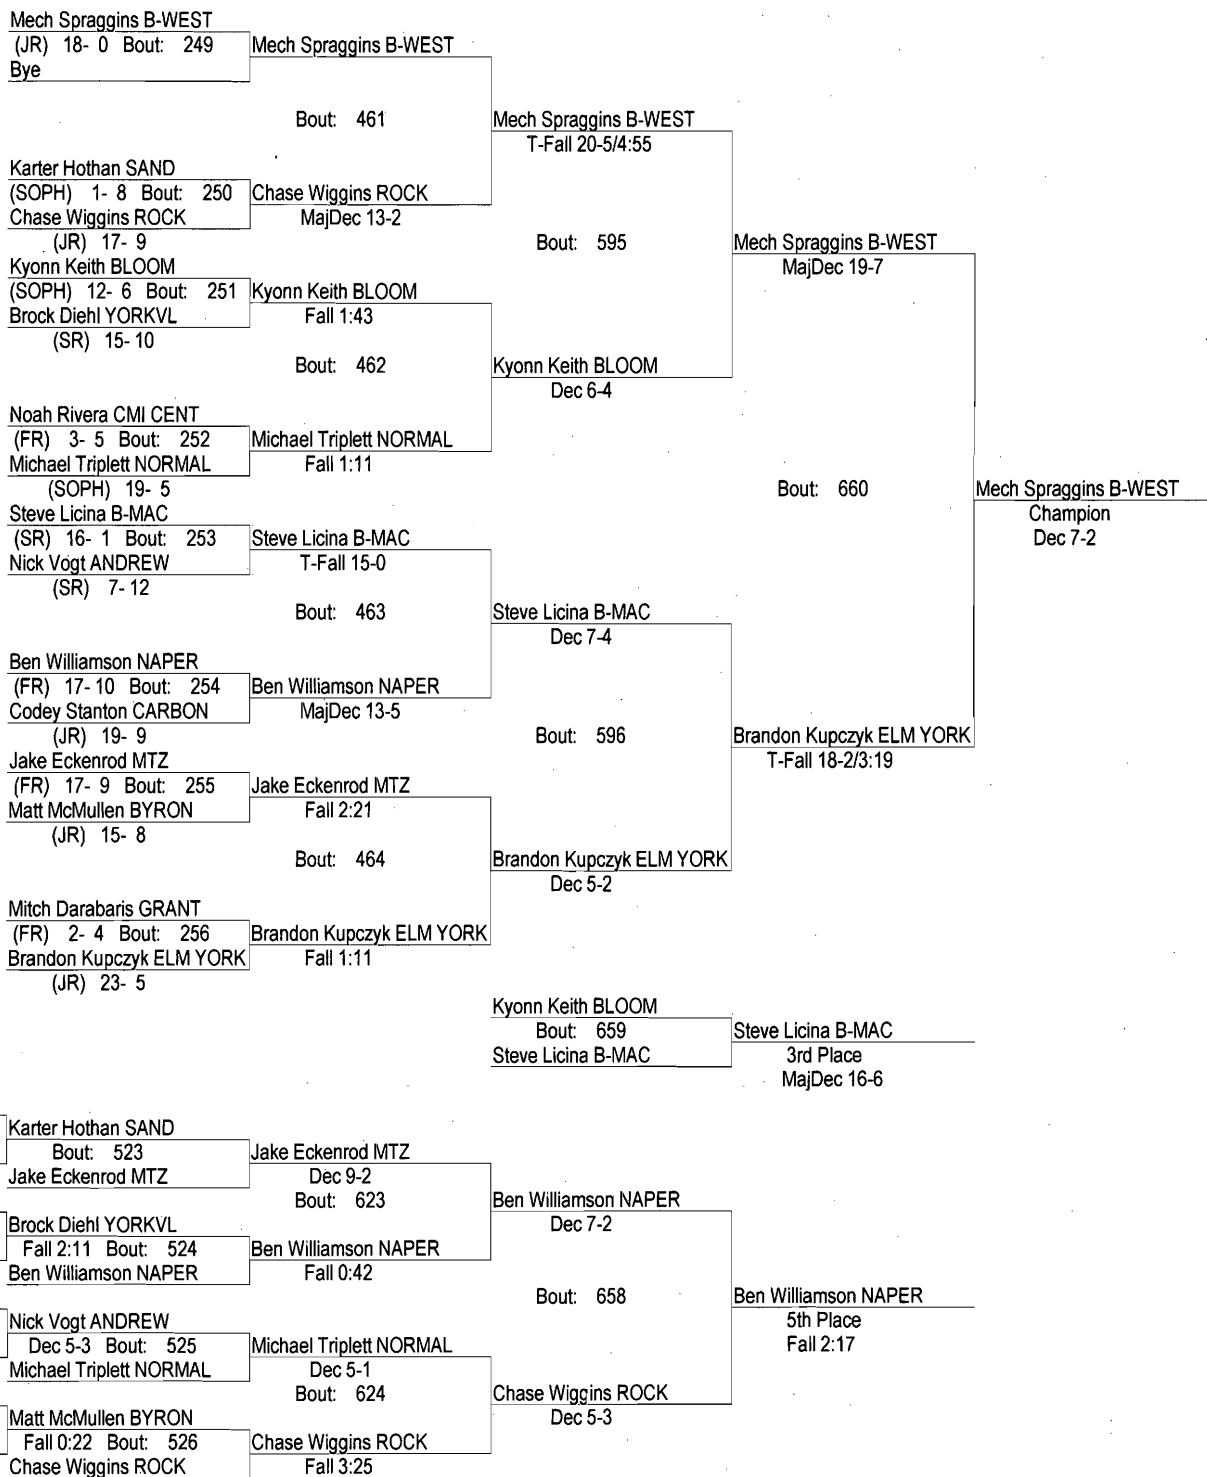 Mech Spraggins B-WEST
(JR) 18- 0 Bout: 249
Bye
Mech Spraggins B-WEST
Bout: 461
Karter Hothan SAND
(SOPH) 1- 8 Bout: 250
Chase Wiggins ROCK
(JR) 17- 9
Chase Wiggins ROCK
MajDec 13-2
Mech Spraggins B-WEST
T-Fall 20-5/4:55
Bout: 595
Kyonn Keith BLOOM
(SOPH) 12- 6 Bout: 251
Brock Diehl YORKVL
(SR) 15- 10
Kyonn Keith BLOOM
Fall 1:43
Bout: 462
Noah Rivera CMI CENT
(FR) 3- 5 Bout: 252
Michael Triplett NORMAL
(SOPH) 19- 5
Michael Triplett NORMAL
Fall 1:11
Kyonn Keith BLOOM
Dec 6-4
Mech Spraggins B-WEST
MajDec 19-7
Bout: 660
Mech Spraggins B-WEST
Champion
Dec 7-2
Steve Licina B-MAC
(SR) 16- 1 Bout: 253
Nick Vogt ANDREW
(SR) 7- 12
Steve Licina B-MAC
T-Fall 15-0
Bout: 463
Ben Williamson NAPER
(FR) 17- 10 Bout: 254
Codey Stanton CARBON
(JR) 19- 9
Ben Williamson NAPER
MajDec 13-5
Steve Licina B-MAC
Dec 7-4
Bout: 596
Jake Eckenrod MTZ
(FR) 17- 9 Bout: 255
Matt McMullen BYRON
(JR) 15- 8
Jake Eckenrod MTZ
Fall 2:21
Bout: 464
Mitch Darabaris GRANT
(FR) 2- 4 Bout: 256
Brandon Kupczyk ELM YORK
(JR) 23- 5
Brandon Kupczyk ELM YORK
Fall 1:11
Brandon Kupczyk ELM YORK
Dec 5-2
Brandon Kupczyk ELM YORK
T-Fall 18-2/3:19
Kyonn Keith BLOOM
Bout: 659
Steve Licina B-MAC
Steve Licina B-MAC
3rd Place
MajDec 16-6
Karter Hothan SAND
Bout: 523
Jake Eckenrod MTZ
Jake Eckenrod MTZ
Dec 9-2
Bout: 623
Brock Diehl YORKVL
Fall 2:11 Bout: 524
Ben Williamson NAPER
Ben Williamson NAPER
Fall 0:42
Ben Williamson NAPER
Dec 7-2
Bout: 658
Nick Vogt ANDREW
Dec 5-3 Bout: 525
Michael Triplett NORMAL
Michael Triplett NORMAL
Dec 5-1
Bout: 624
Matt McMullen BYRON
Fall 0:22 Bout: 526
Chase Wiggins ROCK
Chase Wiggins ROCK
Fall 3:25
Chase Wiggins ROCK
Dec 5-3
Ben Williamson NAPER
5th Place
Fall 2:17